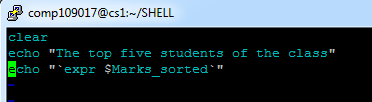 comp109017@cs1:~/SHELL
clear
echo "The top five students of the class"
echo "`expr $Marks_sorted`"
~